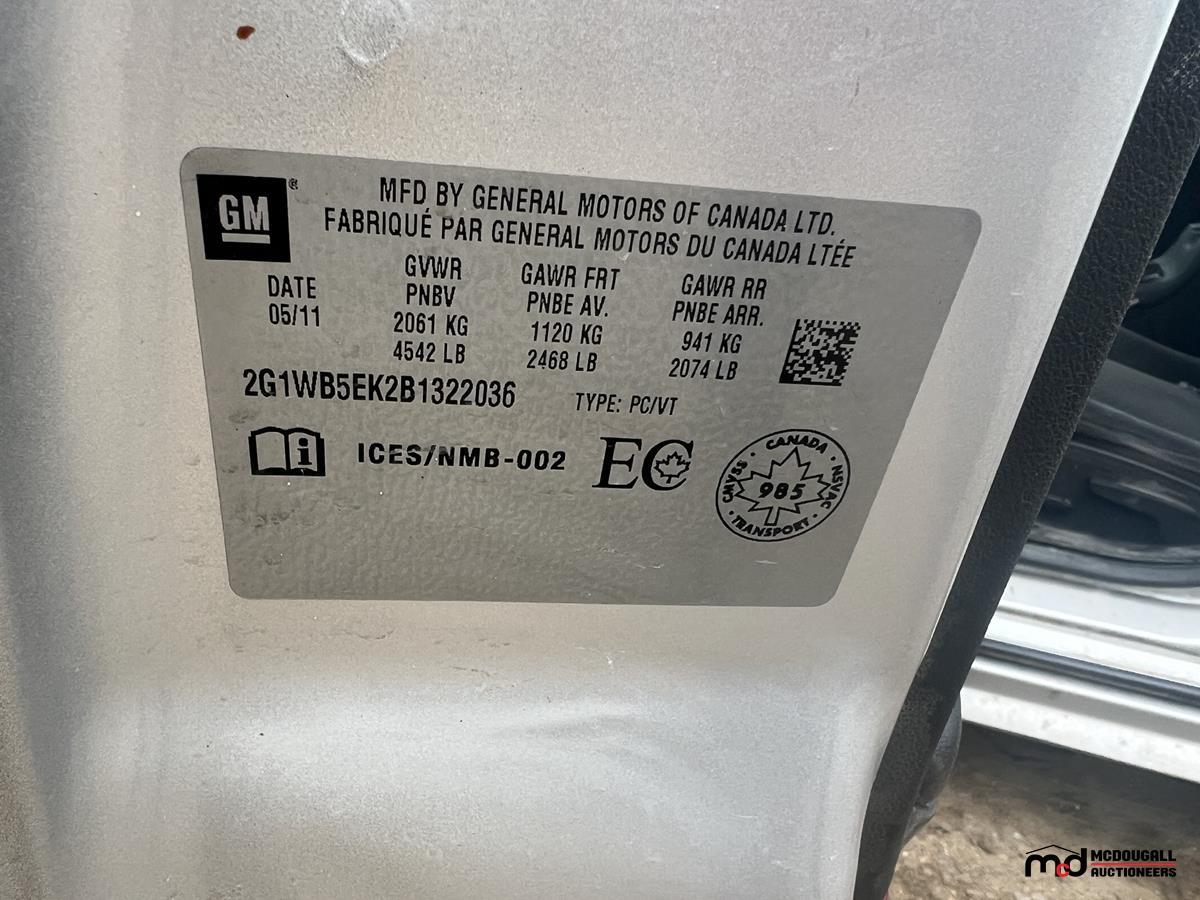 GM®
MFD BY GENERAL MOTORS OF CANADA LTD.
FABRIQUÉ PAR GENERAL MOTORS DU CANADA LTÉE
DATE
05/11
GVWR
PNBV
2061 KG
4542 LB
GAWR FRT
PNBE AV.
1120 KG
2468 LB
GAWR RR
PNBE ARR.
941 KG
2074 LB
2G1WB5EK2B1322036
TYPE: PC/VT
i
ICES/NMB-002
EC
· CANADA ·
CMVSS
985
NSVAC
· TRANSPORT ·
mcd
MCDOUGALL
AUCTIONEERS